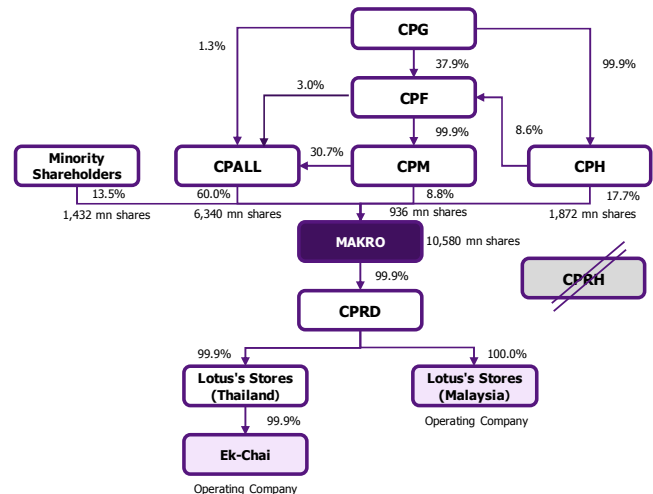 CPG
1.3%
37.9%
99.9%
3.0%
CPF
99.9%
8.6%
Minority
Shareholders
CPALL
30.7%
CPM
CPH
13.5%
60.0%
8.8%
17.7%
1,432 mn shares
6,340 mn shares
936 mn shares
1,872 mn shares
MAKRO
10,580 mn shares
99.9%
CPRH
CPRD
99.9%
100.0%
Lotus's Stores
(Thailand)
Lotus's Stores
(Malaysia)
99.9%
Operating Company
Ek-Chai
Operating Company